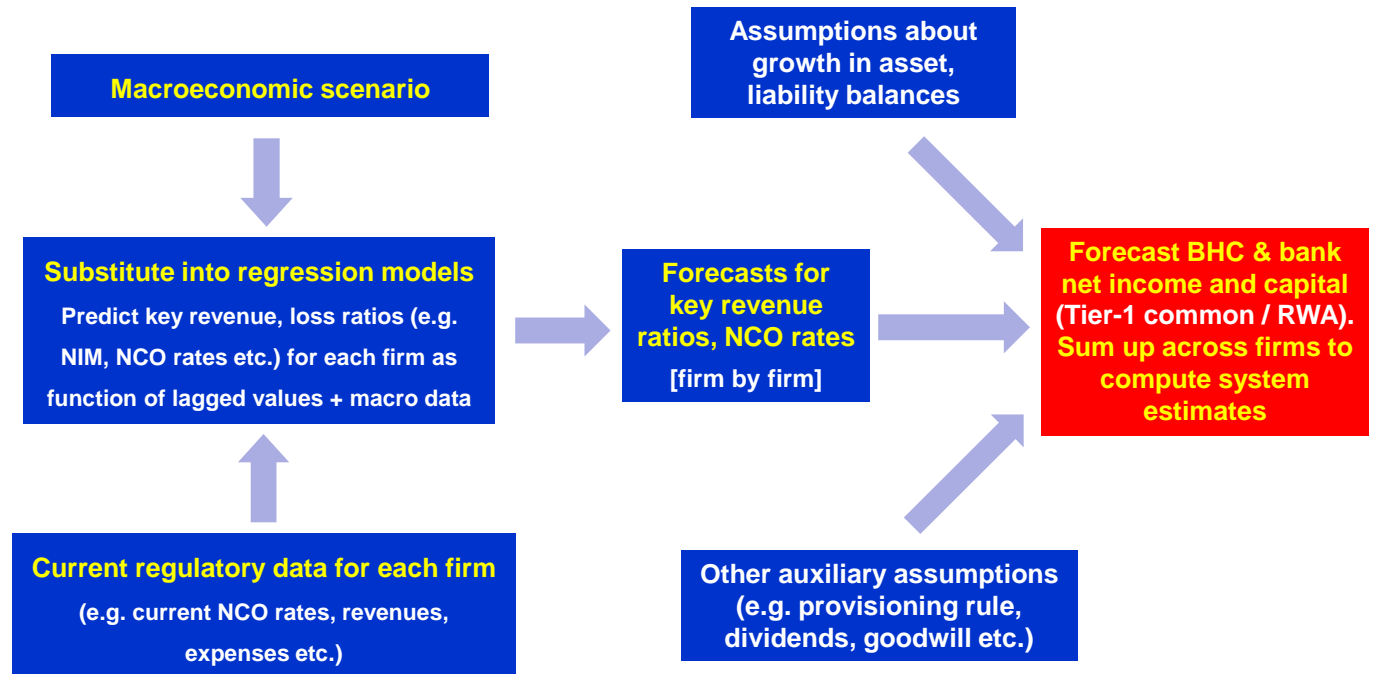 Macroeconomic scenario
Assumptions about
growth in asset,
liability balances
Substitute into regression models
Predict key revenue, loss ratios (e.g.
NIM, NCO rates etc.) for each firm as
function of lagged values + macro data
Forecasts for
key revenue
ratios, NCO rates
[firm by firm]
Forecast BHC & bank
net income and capital
(Tier-1 common / RWA).
Sum up across firms to
compute system
estimates
Current regulatory data for each firm
(e.g. current NCO rates, revenues,
expenses etc.)
Other auxiliary assumptions
(e.g. provisioning rule,
dividends, goodwill etc.)